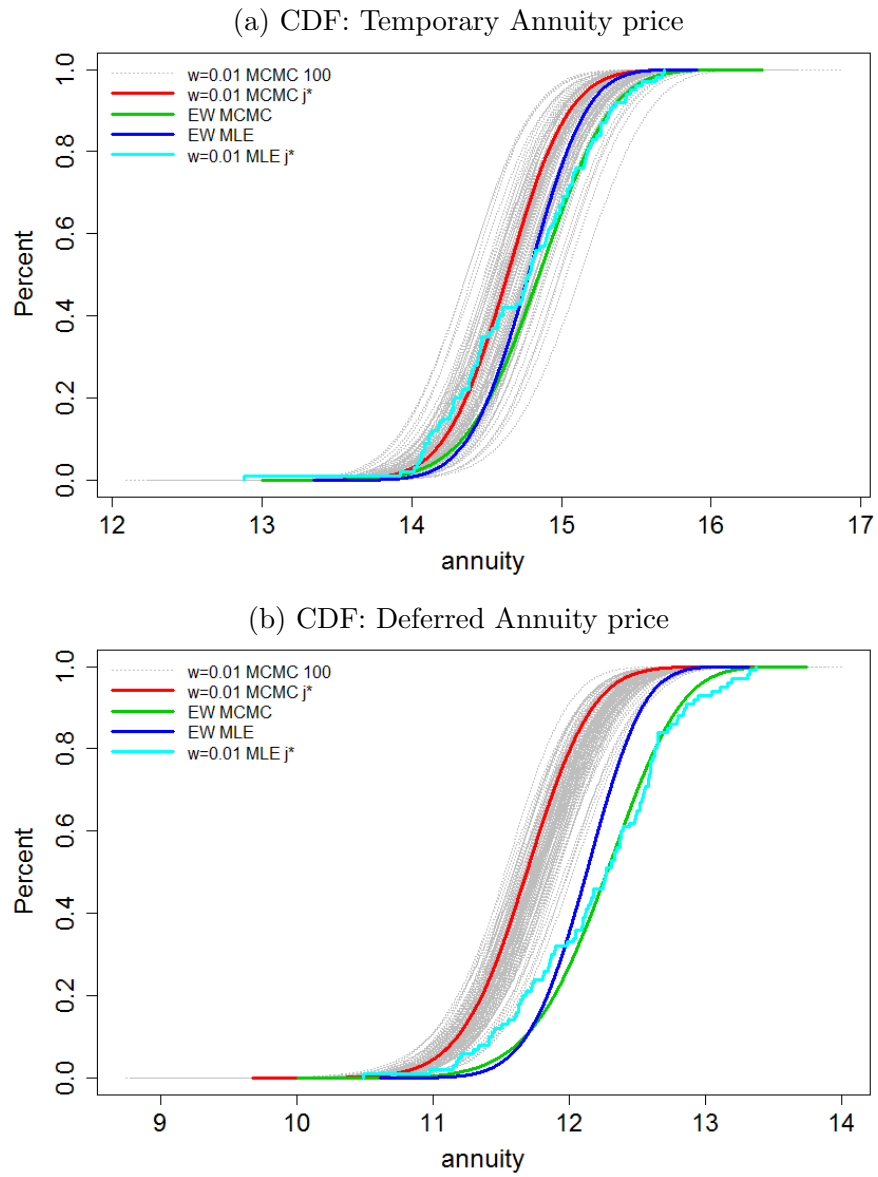 (a) CDF: Temporary Annuity price
w=0.01 MCMC 100
w=0.01 MCMC j*
EW MCMC
EW MLE
w=0.01 MLE j*
Percent
0.0 0.2 0.4 0.6 0.8 1.0
12 13 14 15 16 17
annuity
(b) CDF: Deferred Annuity price
w=0.01 MCMC 100
w=0.01 MCMC j*
EW MCMC
EW MLE
w=0.01 MLE j*
Percent
0.0 0.2 0.4 0.6 0.8 1.0
9 10 11 12 13 14
annuity